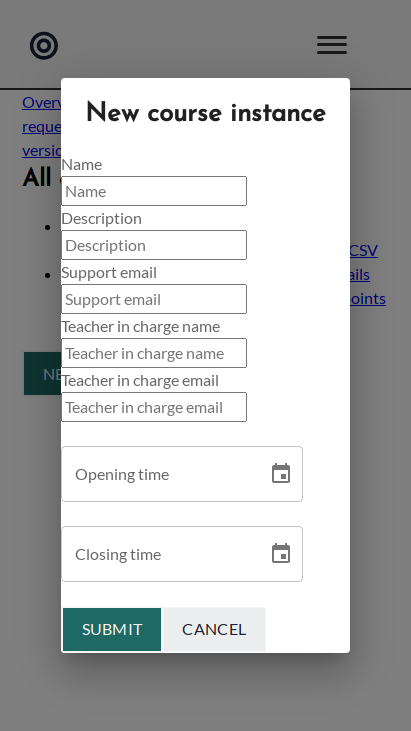 Overv
reque
versio
New course instance
All
Name
Name
Description
Description
CSV
Support email
ails
Support email
oints
Teacher in charge name
Teacher in charge name
NE
Teacher in charge email
Teacher in charge email
Opening time
Closing time
SUBMIT CANCEL